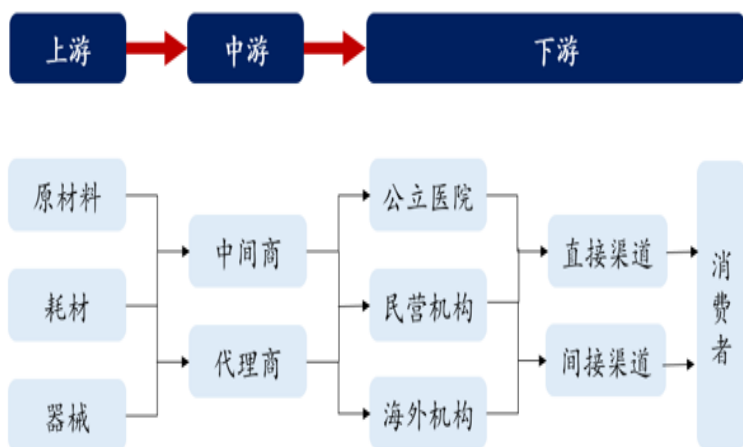 上游
中游
下游
原材料
耗材
器械
中间商
代理商
公立医院
民营机构
海外机构
直接渠道
间接渠道
消费者